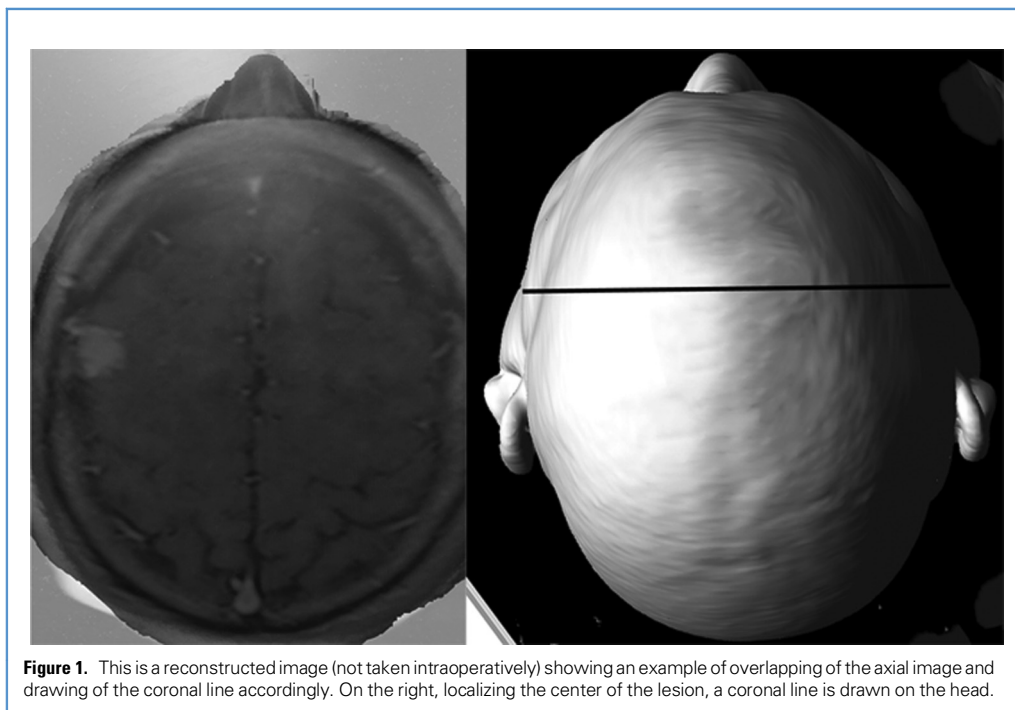 Figure 1. This is a reconstructed image (not taken intraoperatively) showing an example of overlapping of the axial image and
drawing of the coronal line accordingly. On the right, localizing the center of the lesion, a coronal line is drawn on the head.